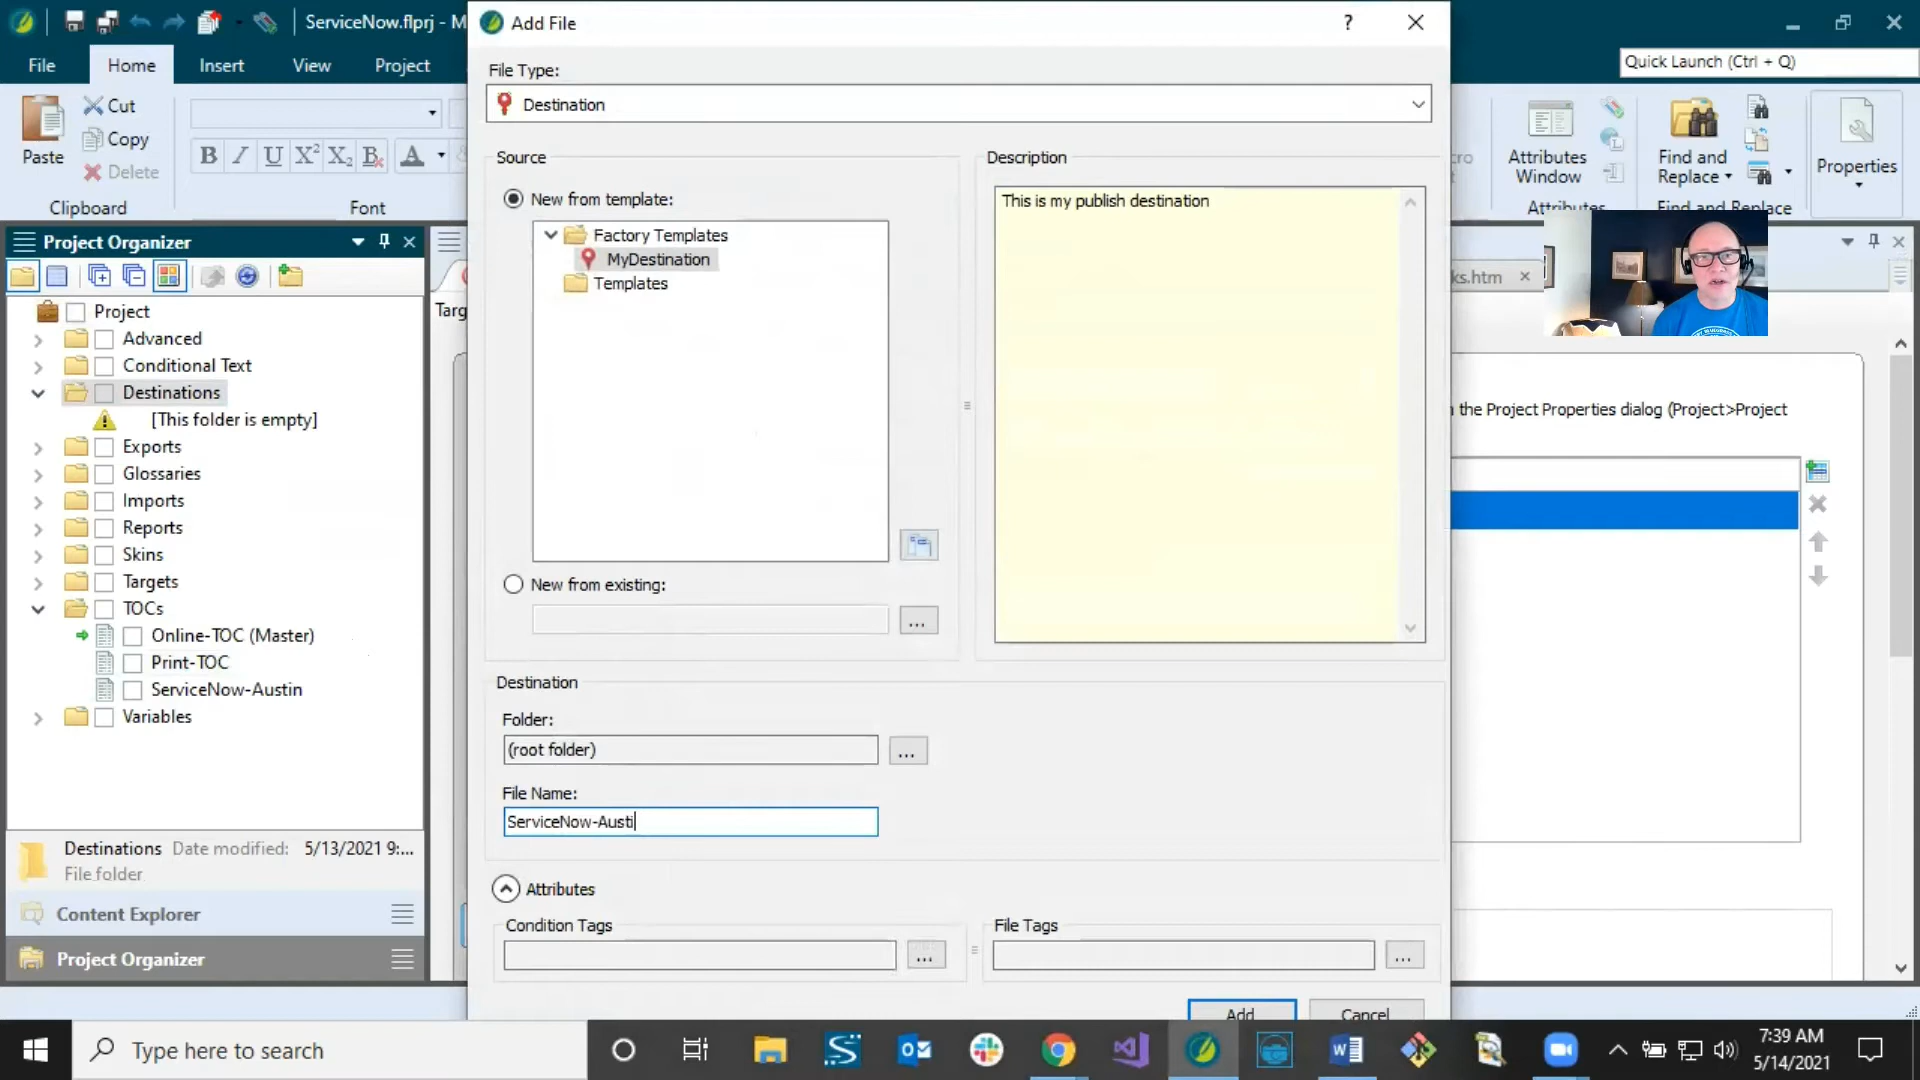 ServiceNow.flprj - M
Add File
?
File
Home
Insert
View
Project
Quick Launch (Ctrl + Q)
Paste
Cut
Copy
Delete
Clipboard
B I U X² X₂ B A
Font
Attributes Window
Attributes
Find and Replace
Find and Replace
Properties
File Type:
Destination
Source
New from template:
Factory Templates
MyDestination
Templates
New from existing:
...
Description
This is my publish destination
Destination
Folder:
(root folder)
...
File Name:
ServiceNow-Austi
Attributes
Condition Tags
...
File Tags
...
Add
Cancel
Project Organizer
Project
Advanced
Conditional Text
Destinations
[This folder is empty]
Exports
Glossaries
Imports
Reports
Skins
Targets
TOCs
Online-TOC (Master)
Print-TOC
ServiceNow-Austin
Variables
Destinations Date modified: 5/13/2021 9:...
File folder
Content Explorer
Project Organizer
Targ
ks.htm
the Project Properties dialog (Project>Project
Type here to search
7:39 AM
5/14/2021